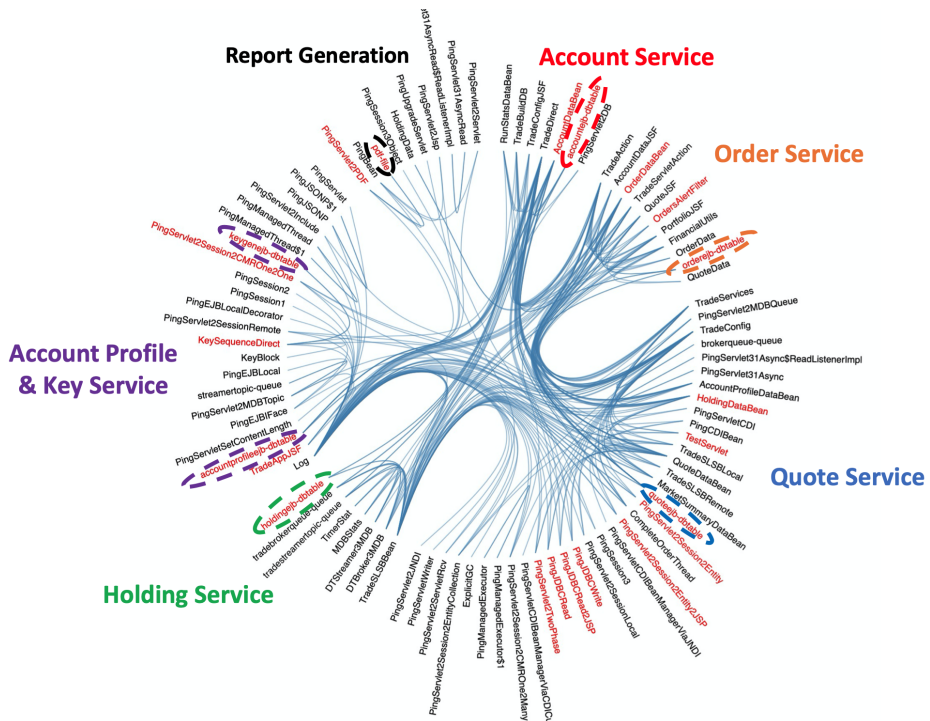 Report Generation
Account Service
Order Service
Quote Service
Holding Service
Account Profile
& Key Service
RunStatsDataBean
TradeBuildDB
TradeConfigJSF
TradeDirect
AccountDataBean
accountejb-dbtable
PingServlet2DB
TradeAction
AccountDataJSF
OrderDataBean
TradeServletAction
QuoteJSF
OrdersAlertFilter
PortfolioJSF
FinancialUtils
OrderData
orderejb-dbtable
QuoteData
TradeServices
PingServlet2MDBQueue
TradeConfig
brokerqueue-queue
PingServlet31Async$ReadListenerImpl
PingServlet31Async
AccountProfileDataBean
HoldingDataBean
PingServletCDI
PingCDIBean
TestServlet
TradeSLSBLocal
QuoteDataBean
TradeSLSBRemote
MarketSummaryDataBean
quoteejb-dbtable
PingServlet2Session2Entity
CompleteOrderThread
PingServlet2Session2Entity2JSP
PingServletCDIBeanManagerViaJNDI
PingSession3
PingServlet2SessionLocal
PingJDBCWrite
PingJDBCRead2JSP
PingJDBCRead
PingServlet2TwoPhase
PingServletCDIBeanManagerViaCDICu
PingServlet2Session2CMROne2Many
PingManagedExecutor$1
PingManagedExecutor
ExplicitGC
PingServlet2Session2EntityCollection
PingServlet2ServletRcv
PingServletWriter
PingServlet2JNDI
TradeSLSBBean
DTBroker3MDB
DTStreamer3MDB
MDBStats
TimerStat
tradestreamertopic-queue
tradebrokerqueue-queue
holdingejb-dbtable
Log
TradeAppJSF
accountprofileejb-dbtable
PingServletSetContentLength
PingEJBIFace
PingServlet2MDBTopic
streamertopic-queue
PingEJBLocal
KeyBlock
KeySequenceDirect
PingServlet2SessionRemote
PingEJBLocalDecorator
PingSession1
PingSession2
PingServlet2Session2CMROne2One
keygenejb-dbtable
PingManagedThread$1
PingManagedThread
PingServlet2Include
PingJSONP
PingJSONP$1
PingServlet
PingServlet2PDF
PingBean
pdf-file
PingSession3Object
HoldingData
PingUpgradeServlet
PingServlet2Jsp
t31AsyncRead$ReadListenerImpl
PingServlet31AsyncRead
PingServlet2Servlet